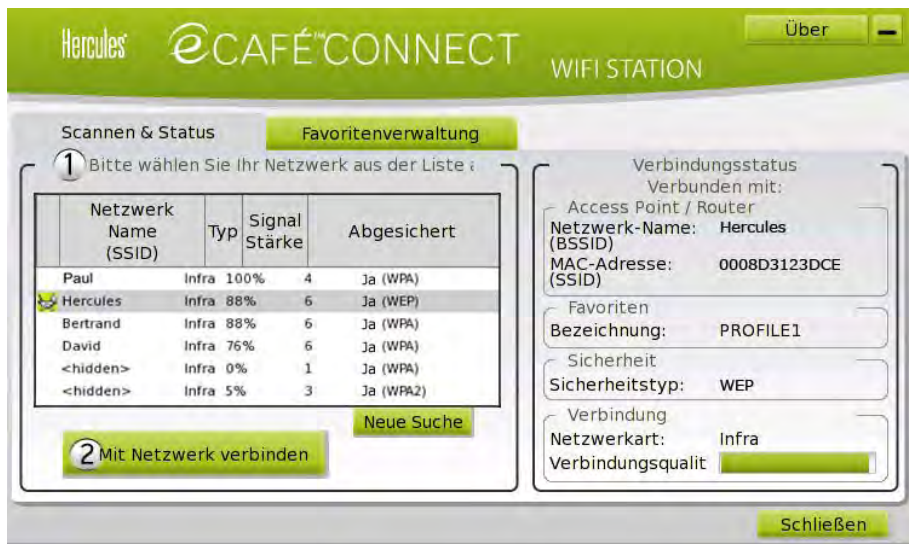 Hercules eCAFÉ™CONNECT
WIFI STATION
Über
Scannen & Status
Favoritenverwaltung
1 Bitte wählen Sie Ihr Netzwerk aus der Liste a
Netzwerk Name (SSID) Typ Signal Stärke Abgesichert
Paul Infra 100% 4 Ja (WPA)
Hercules Infra 88% 6 Ja (WEP)
Bertrand Infra 88% 6 Ja (WPA)
David Infra 76% 6 Ja (WPA)
<hidden> Infra 0% 1 Ja (WPA)
<hidden> Infra 5% 3 Ja (WPA2)
Neue Suche
2 Mit Netzwerk verbinden
Verbindungsstatus
Verbunden mit:
Access Point / Router
Netzwerk-Name: Hercules
(BSSID)
MAC-Adresse: 0008D3123DCE
(SSID)
Favoriten
Bezeichnung: PROFILE1
Sicherheit
Sicherheitstyp: WEP
Verbindung
Netzwerkart: Infra
Verbindungsqualit
Schließen